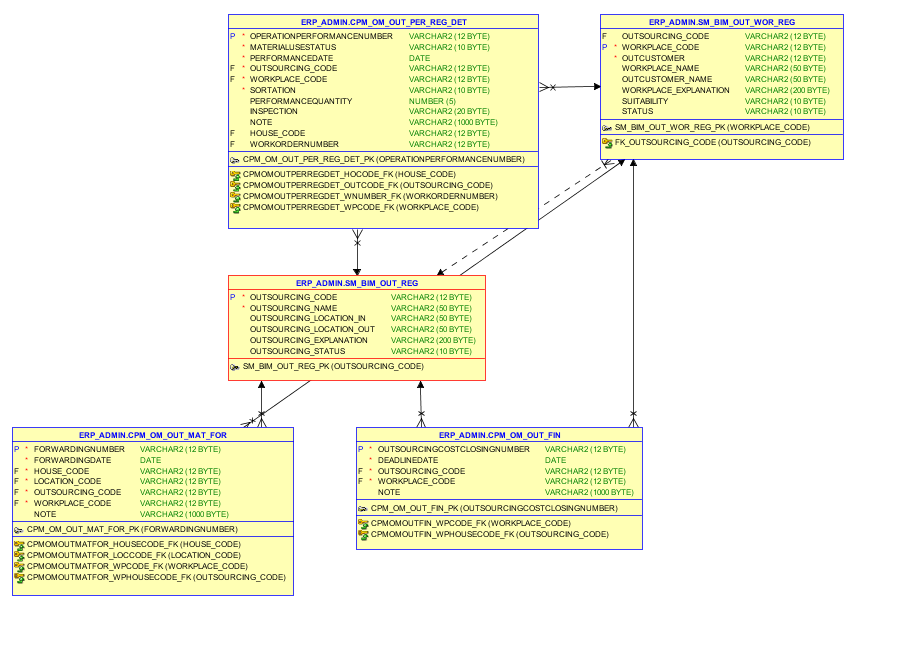 ERP_ADMIN.CPM_OM_OUT_PER_REG_DET
P * OPERATIONPERFORMANCENUMBER VARCHAR2 (12 BYTE)
* MATERIALUSESTATUS VARCHAR2 (10 BYTE)
* PERFORMANCEDATE DATE
F * OUTSOURCING_CODE VARCHAR2 (12 BYTE)
F * WORKPLACE_CODE VARCHAR2 (12 BYTE)
* SORTATION VARCHAR2 (10 BYTE)
PERFORMANCEQUANTITY NUMBER (5)
INSPECTION VARCHAR2 (20 BYTE)
NOTE VARCHAR2 (1000 BYTE)
F HOUSE_CODE VARCHAR2 (12 BYTE)
F WORKORDERNUMBER VARCHAR2 (12 BYTE)
CPM_OM_OUT_PER_REG_DET_PK (OPERATIONPERFORMANCENUMBER)
CPMOMOUTPERREGDET_HOCODE_FK (HOUSE_CODE)
CPMOMOUTPERREGDET_OUTCODE_FK (OUTSOURCING_CODE)
CPMOMOUTPERREGDET_WNUMBER_FK (WORKORDERNUMBER)
CPMOMOUTPERREGDET_WPCODE_FK (WORKPLACE_CODE)
ERP_ADMIN.SM_BIM_OUT_WOR_REG
F OUTSOURCING_CODE VARCHAR2 (12 BYTE)
P * WORKPLACE_CODE VARCHAR2 (12 BYTE)
* OUTCUSTOMER VARCHAR2 (12 BYTE)
WORKPLACE_NAME VARCHAR2 (50 BYTE)
OUTCUSTOMER_NAME VARCHAR2 (50 BYTE)
WORKPLACE_EXPLANATION VARCHAR2 (200 BYTE)
SUITABILITY VARCHAR2 (10 BYTE)
STATUS VARCHAR2 (10 BYTE)
SM_BIM_OUT_WOR_REG_PK (WORKPLACE_CODE)
FK_OUTSOURCING_CODE (OUTSOURCING_CODE)
ERP_ADMIN.SM_BIM_OUT_REG
P * OUTSOURCING_CODE VARCHAR2 (12 BYTE)
* OUTSOURCING_NAME VARCHAR2 (50 BYTE)
OUTSOURCING_LOCATION_IN VARCHAR2 (50 BYTE)
OUTSOURCING_LOCATION_OUT VARCHAR2 (50 BYTE)
OUTSOURCING_EXPLANATION VARCHAR2 (200 BYTE)
OUTSOURCING_STATUS VARCHAR2 (10 BYTE)
SM_BIM_OUT_REG_PK (OUTSOURCING_CODE)
ERP_ADMIN.CPM_OM_OUT_MAT_FOR
P * FORWARDINGNUMBER VARCHAR2 (12 BYTE)
* FORWARDINGDATE DATE
F * HOUSE_CODE VARCHAR2 (12 BYTE)
F * LOCATION_CODE VARCHAR2 (12 BYTE)
F * OUTSOURCING_CODE VARCHAR2 (12 BYTE)
F * WORKPLACE_CODE VARCHAR2 (12 BYTE)
NOTE VARCHAR2 (1000 BYTE)
CPM_OM_OUT_MAT_FOR_PK (FORWARDINGNUMBER)
CPMOMOUTMATFOR_HOUSECODE_FK (HOUSE_CODE)
CPMOMOUTMATFOR_LOCCODE_FK (LOCATION_CODE)
CPMOMOUTMATFOR_WPCODE_FK (WORKPLACE_CODE)
CPMOMOUTMATFOR_WPHOUSECODE_FK (OUTSOURCING_CODE)
ERP_ADMIN.CPM_OM_OUT_FIN
P * OUTSOURCINGCOSTCLOSINGNUMBER VARCHAR2 (12 BYTE)
* DEADLINEDATE DATE
F * OUTSOURCING_CODE VARCHAR2 (12 BYTE)
F * WORKPLACE_CODE VARCHAR2 (12 BYTE)
NOTE VARCHAR2 (1000 BYTE)
CPM_OM_OUT_FIN_PK (OUTSOURCINGCOSTCLOSINGNUMBER)
CPMOMOUTFIN_WPCODE_FK (WORKPLACE_CODE)
CPMOMOUTFIN_WPHOUSECODE_FK (OUTSOURCING_CODE)